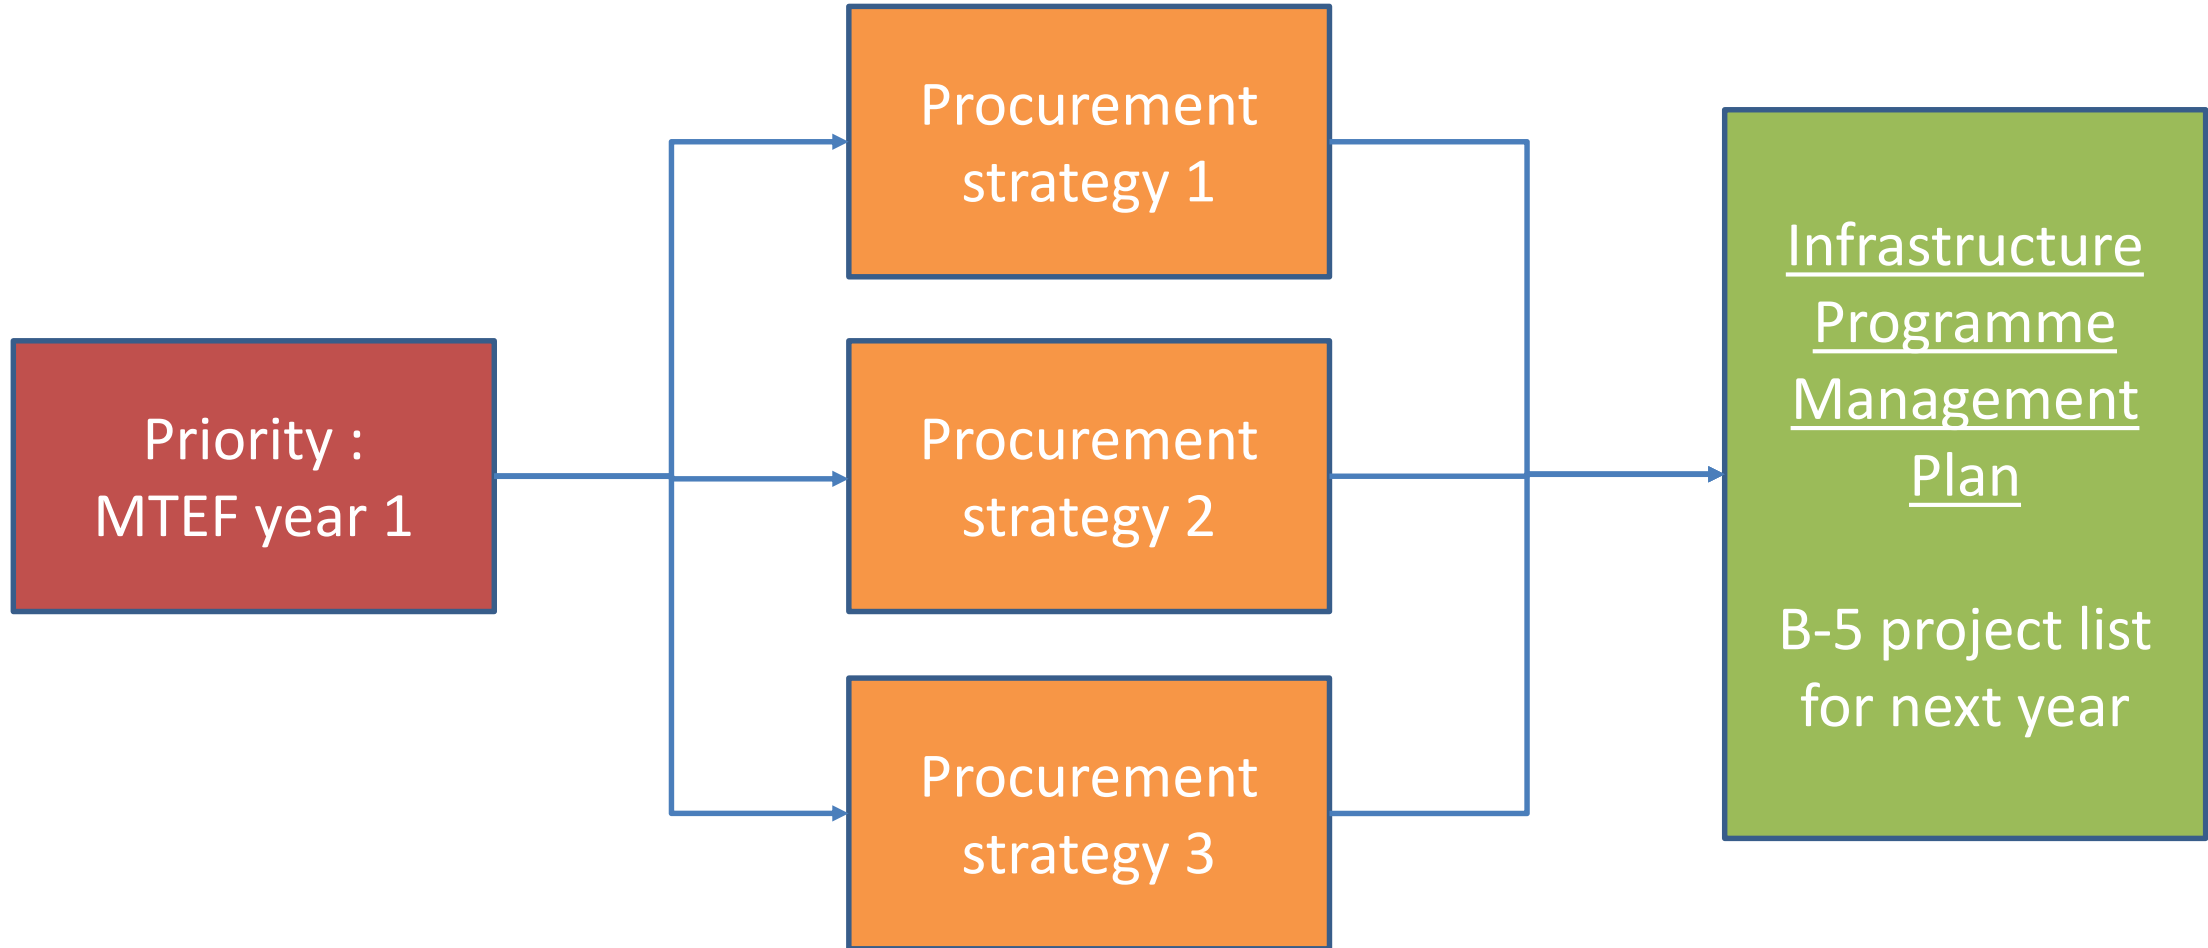 Procurement
strategy 1
Priority :
MTEF year 1
Procurement
strategy 2
Procurement
strategy 3
Infrastructure
Programme
Management
Plan
B-5 project list
for next year